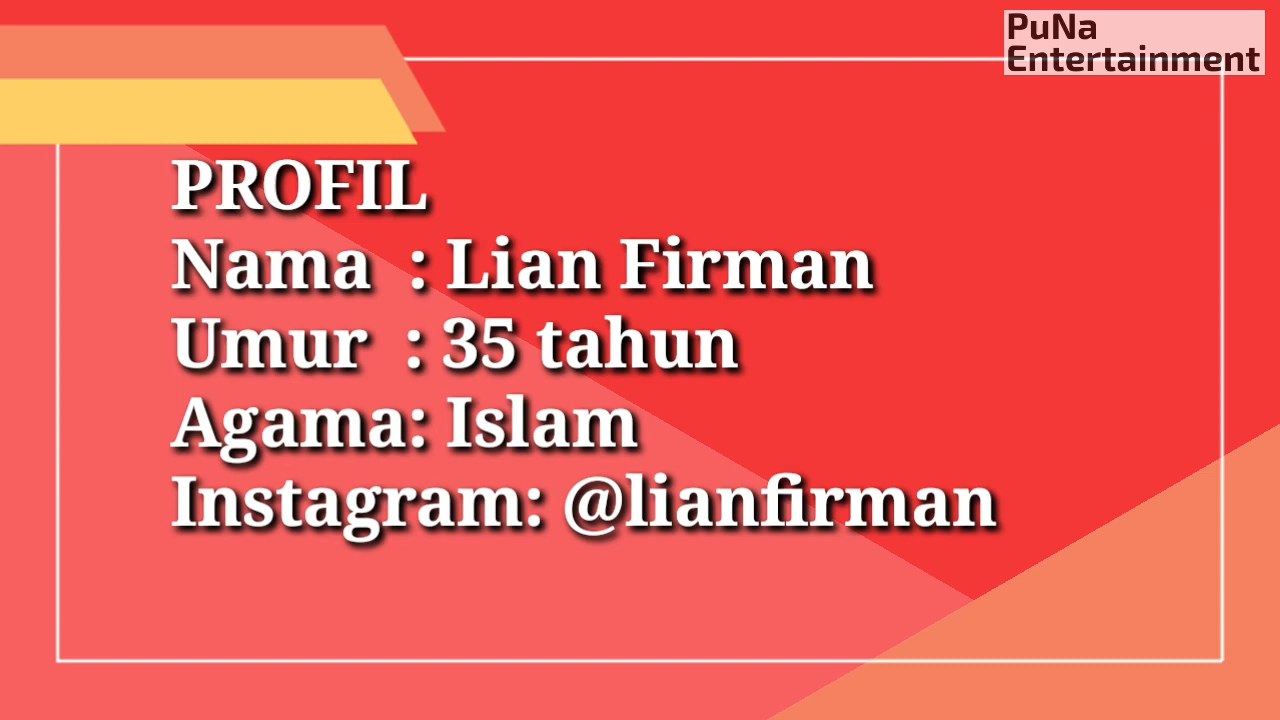 PuNa
Entertainment
PROFIL
Nama : Lian Firman
Umur : 35 tahun
Agama: Islam
Instagram: @lianfirman